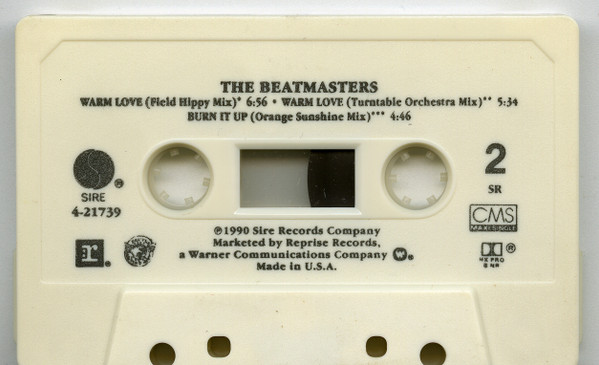 THE BEATMASTERS
WARM LOVE (Field Hippy Mix)* 6:56 • WARM LOVE (Turntable Orchestra Mix)** 5:34
BURN IT UP (Orange Sunshine Mix)*** 4:46
S ®
SIRE
4-21739
2
SR
CMS
MAXI-SINGLE
r ®
℗1990 Sire Records Company
Marketed by Reprise Records,
a Warner Communications Company
Made in U.S.A.
HX PRO
B NR